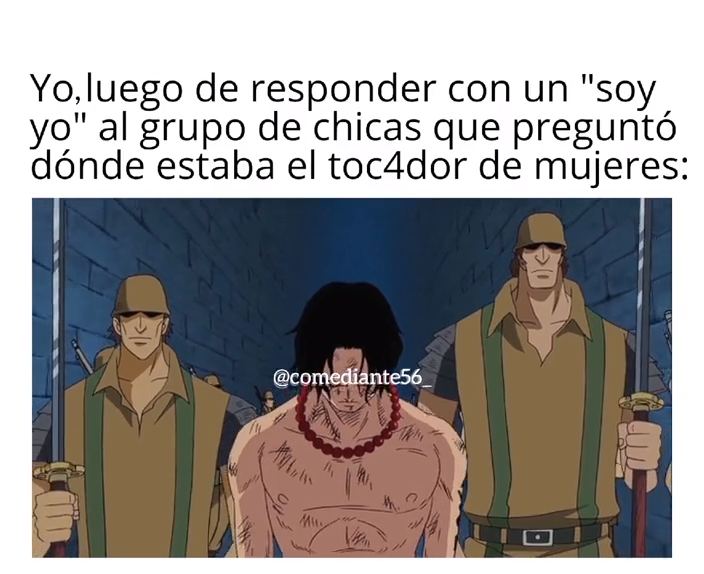 Yo,luego de responder con un "soy
yo" al grupo de chicas que preguntó
dónde estaba el toc4dor de mujeres:
@comediante56_